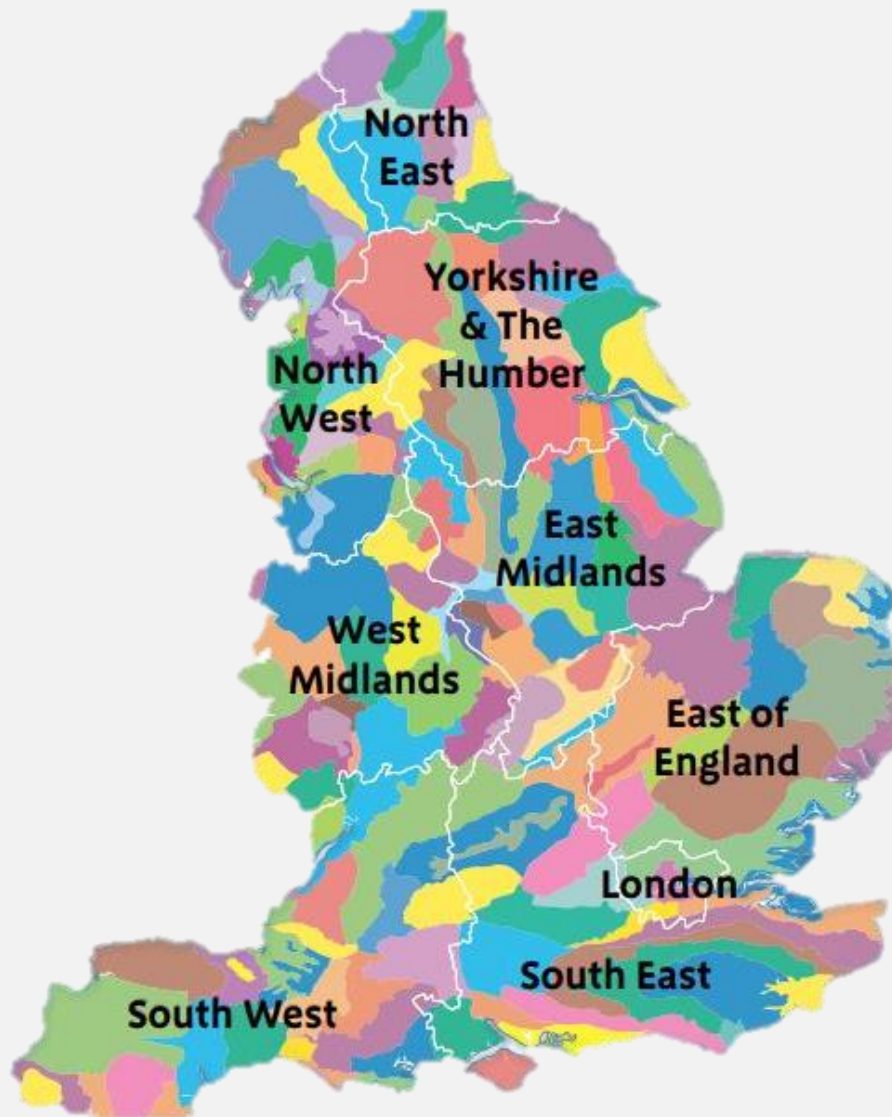 North
East
Yorkshire
& The
Humber
North
West
East
Midlands
West
Midlands
East of
England
London
South East
South West